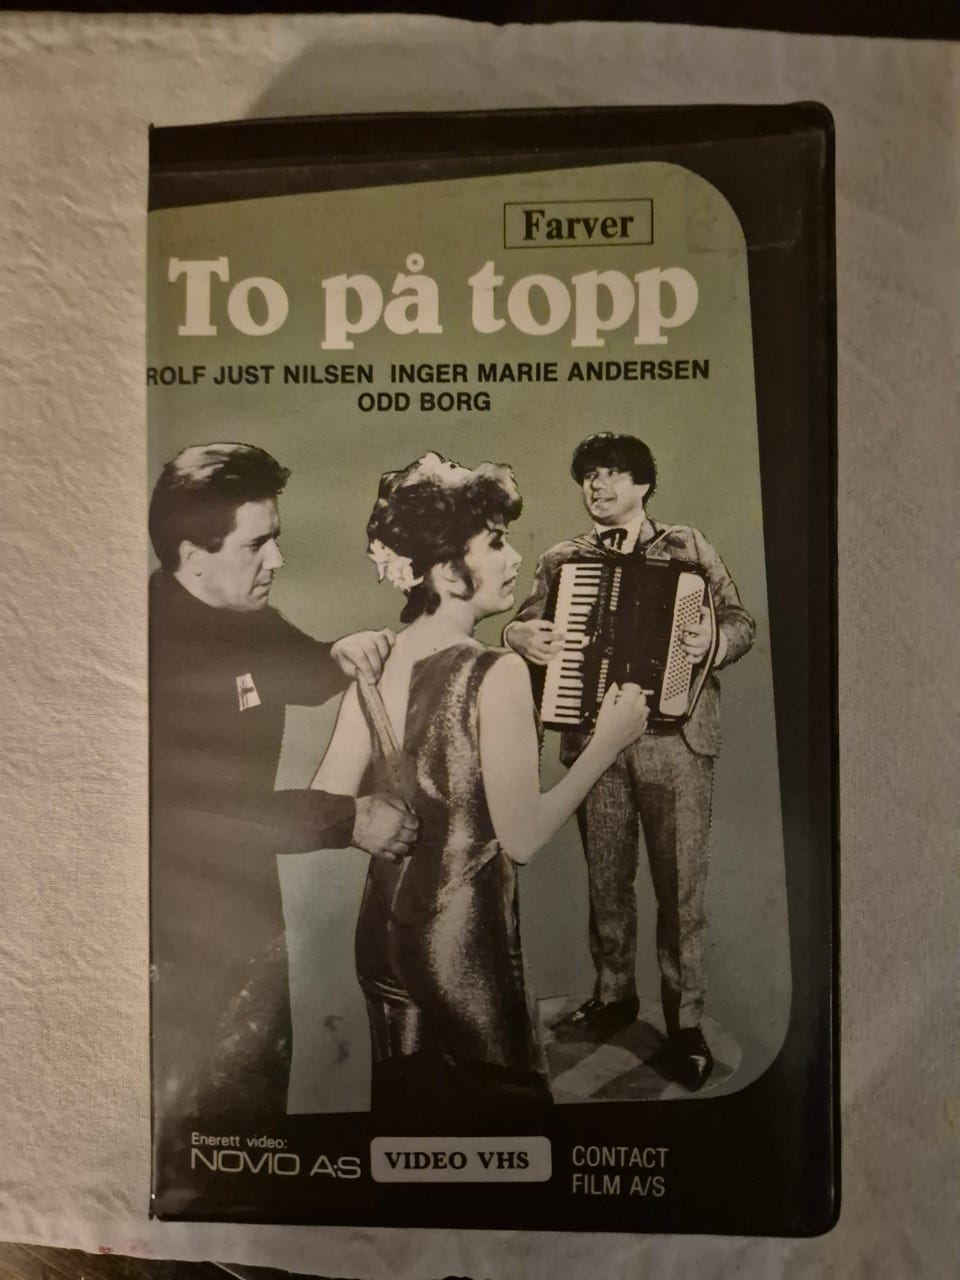 Farver
To på topp
ROLF JUST NILSEN INGER MARIE ANDERSEN
ODD BORG
Enerett video:
NOVIO A·S
VIDEO VHS
CONTACT
FILM A/S